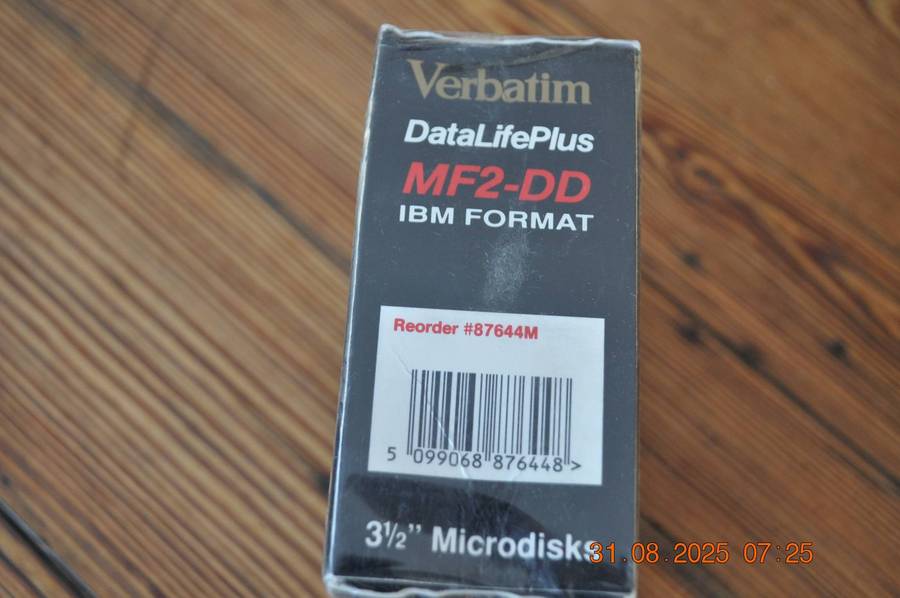 Verbatim
DataLifePlus
MF2-DD
IBM FORMAT
Reorder #87644M
5 099068 876448 >
3½" Microdisks
31.08.2025 07:25